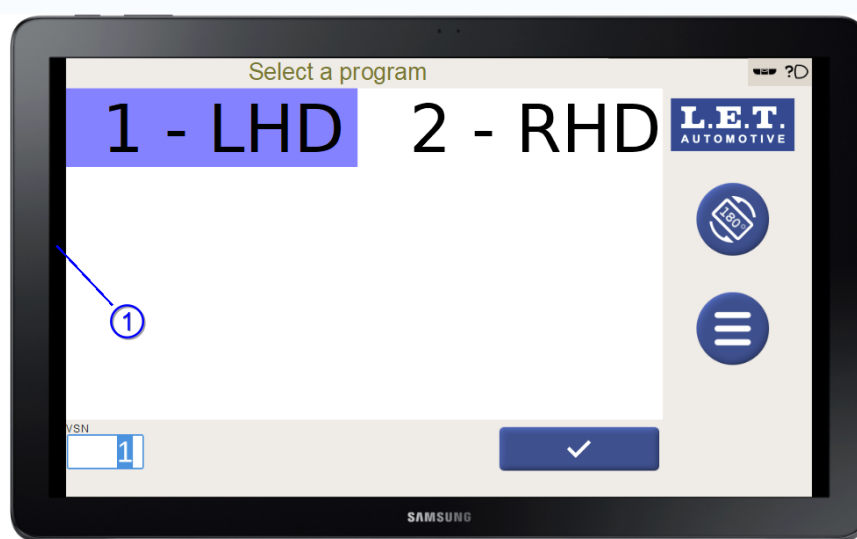 Select a program
?
1 - LHD
2 - RHD
L.E.T.
AUTOMOTIVE
180°
1
VSN
1
SAMSUNG